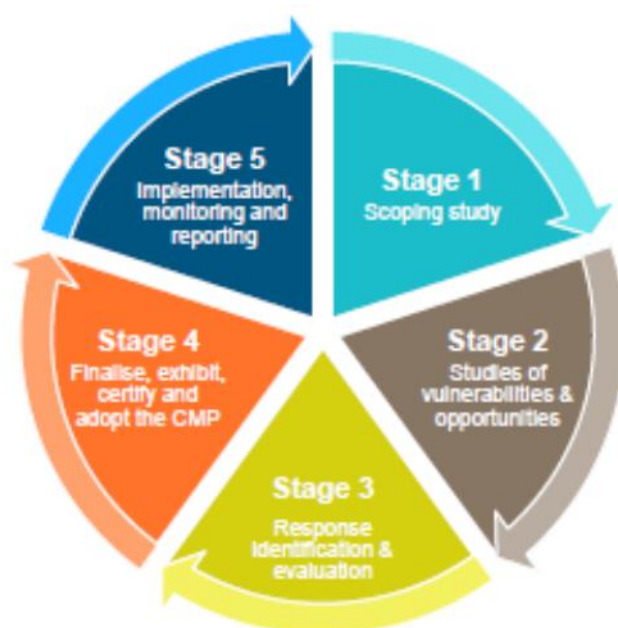 Stage 1
Scoping study
Stage 2
Studies of
vulnerabilities &
opportunities
Stage 3
Response
identification &
evaluation
Stage 4
Finalise, exhibit,
certify and
adopt the CMP
Stage 5
Implementation,
monitoring and
reporting